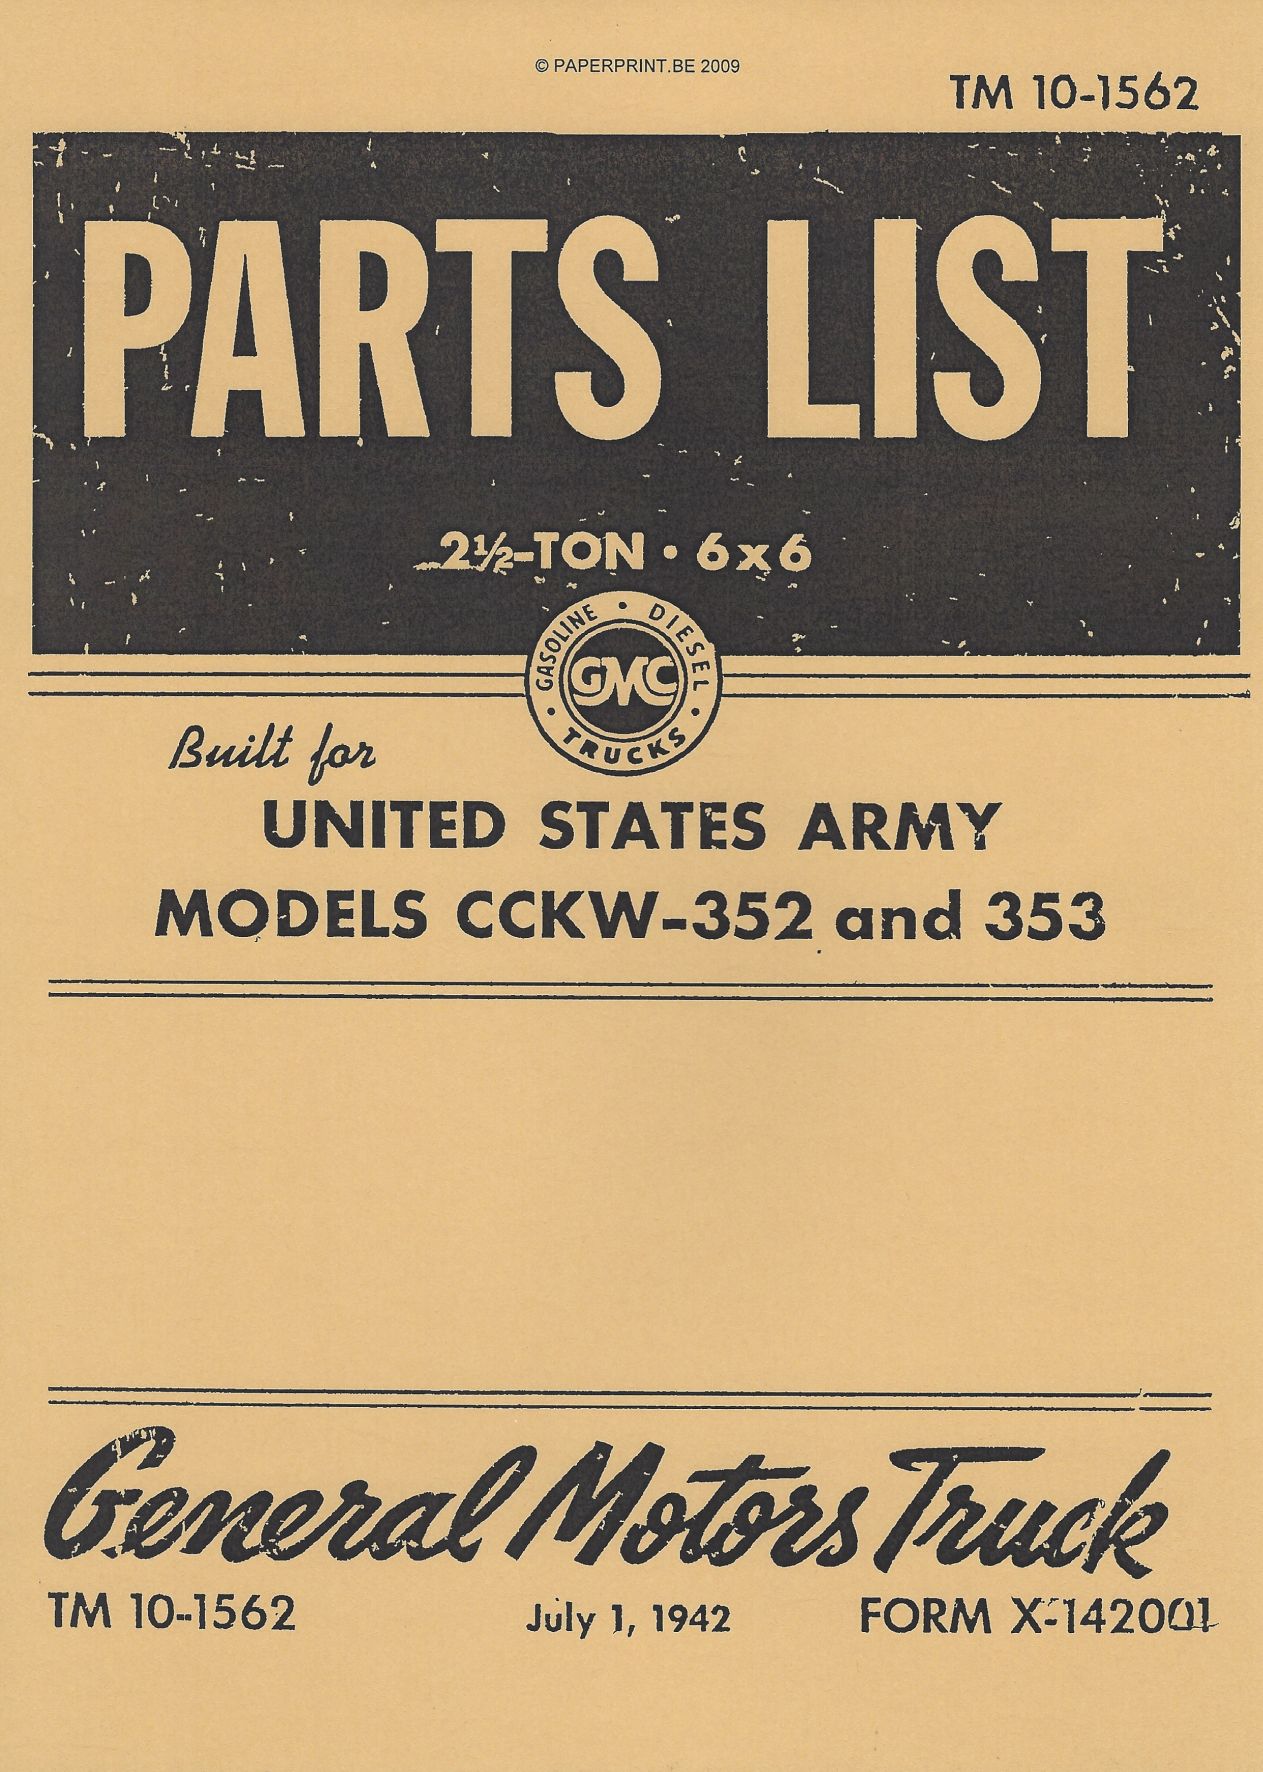 © PAPERPRINT.BE 2009
TM 10-1562
PARTS LIST
2½-TON • 6x6
GASOLINE • DIESEL
GMC
• TRUCKS •
Built for
UNITED STATES ARMY
MODELS CCKW-352 and 353
General Motors Truck
TM 10-1562
July 1, 1942
FORM X-142001